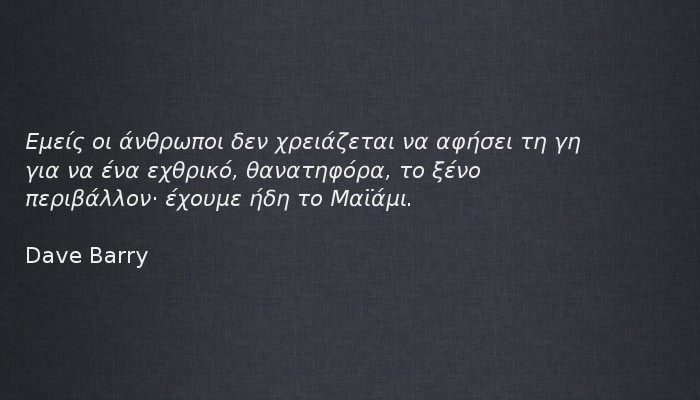 Εμείς οι άνθρωποι δεν χρειάζεται να αφήσει τη γη
για να ένα εχθρικό, θανατηφόρα, το ξένο
περιβάλλον· έχουμε ήδη το Μαϊάμι.
Dave Barry